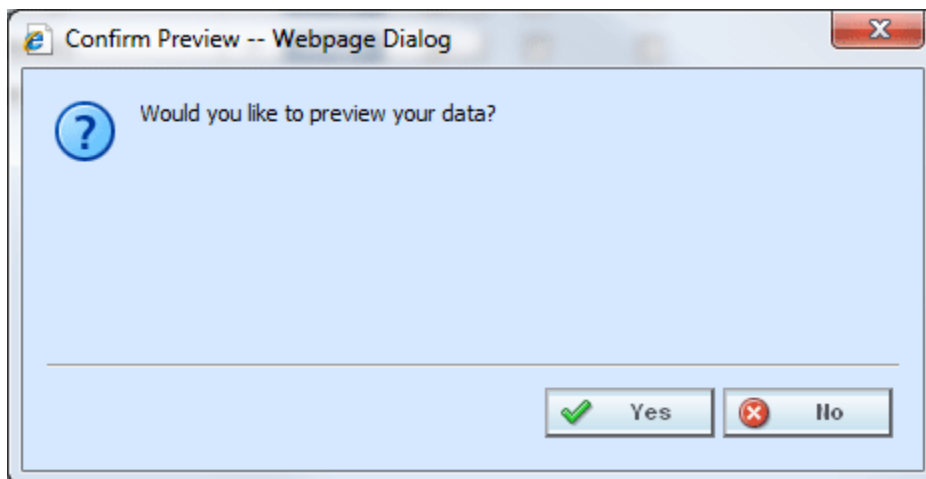 Confirm Preview -- Webpage Dialog
Would you like to preview your data?
Yes
No